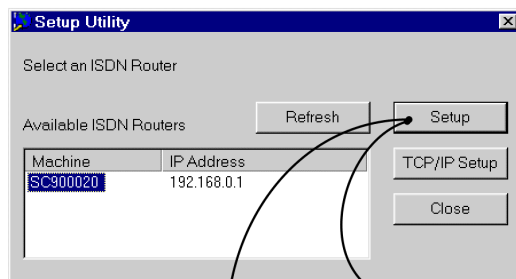 Setup Utility
Select an ISDN Router
Available ISDN Routers
Refresh
Setup
Machine IP Address
SC900020 192.168.0.1
TCP/IP Setup
Close